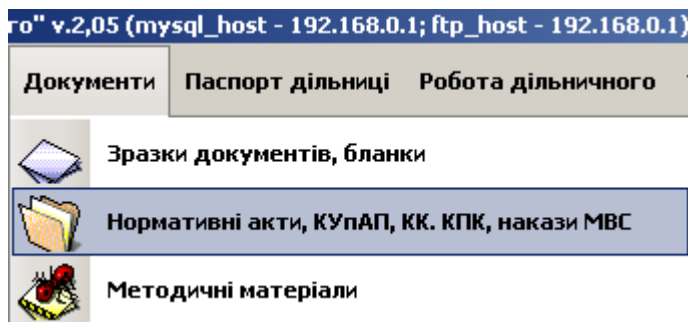 го" v.2,05 (mysql_host - 192.168.0.1; ftp_host - 192.168.0.1)
Документи Паспорт дільниці Робота дільничного
Зразки документів, бланки
Нормативні акти, КУпАП, КК. КПК, накази МВС
Методичні матеріали